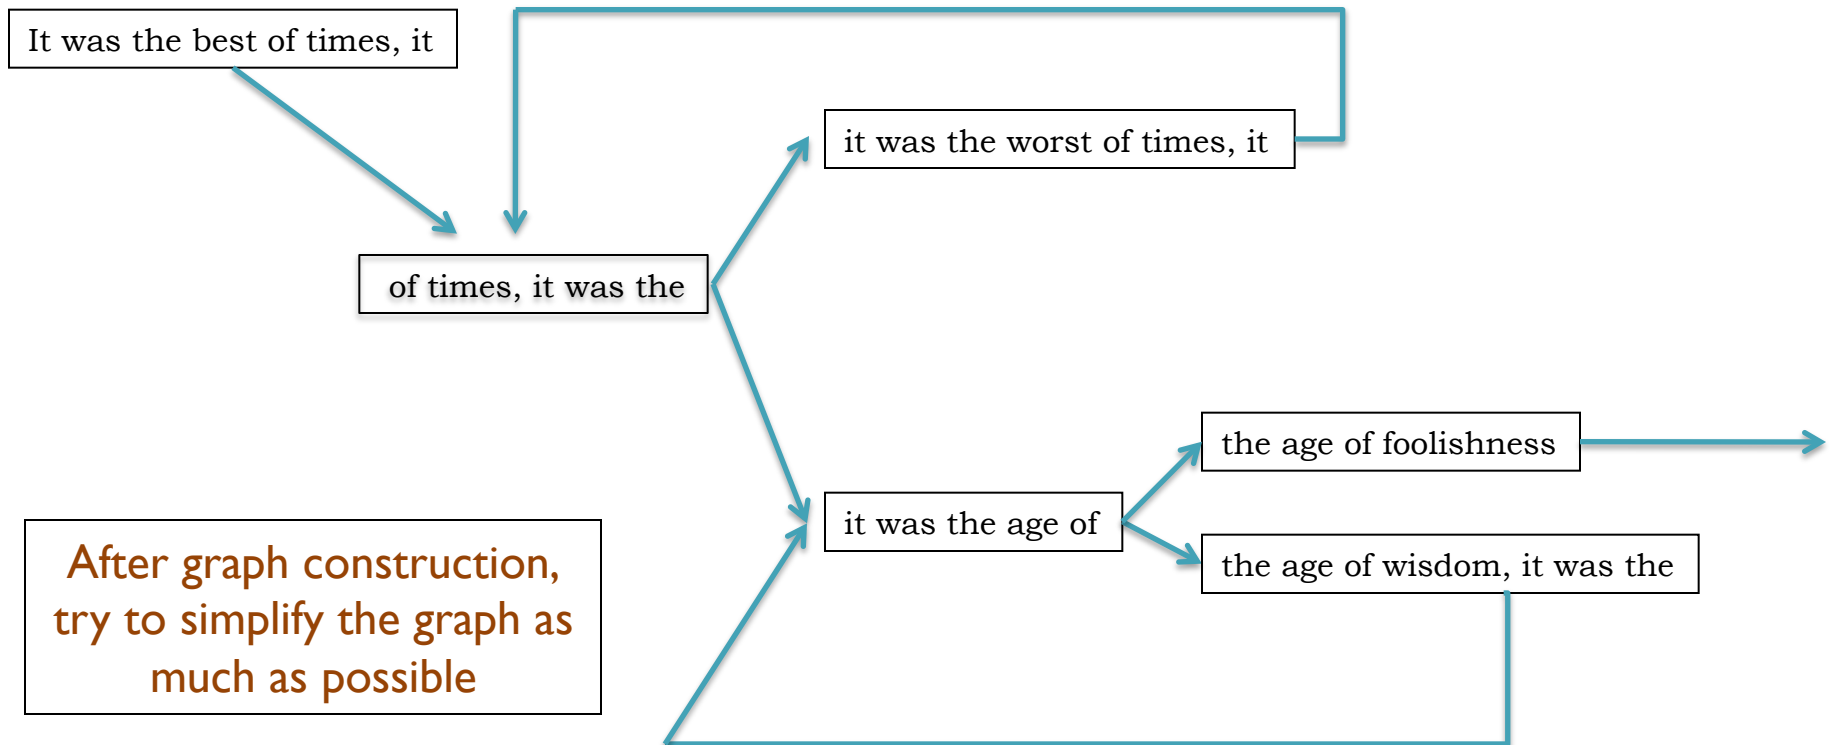 It was the best of times, it
it was the worst of times, it
of times, it was the
the age of foolishness
it was the age of
the age of wisdom, it was the
After graph construction,
try to simplify the graph as
much as possible